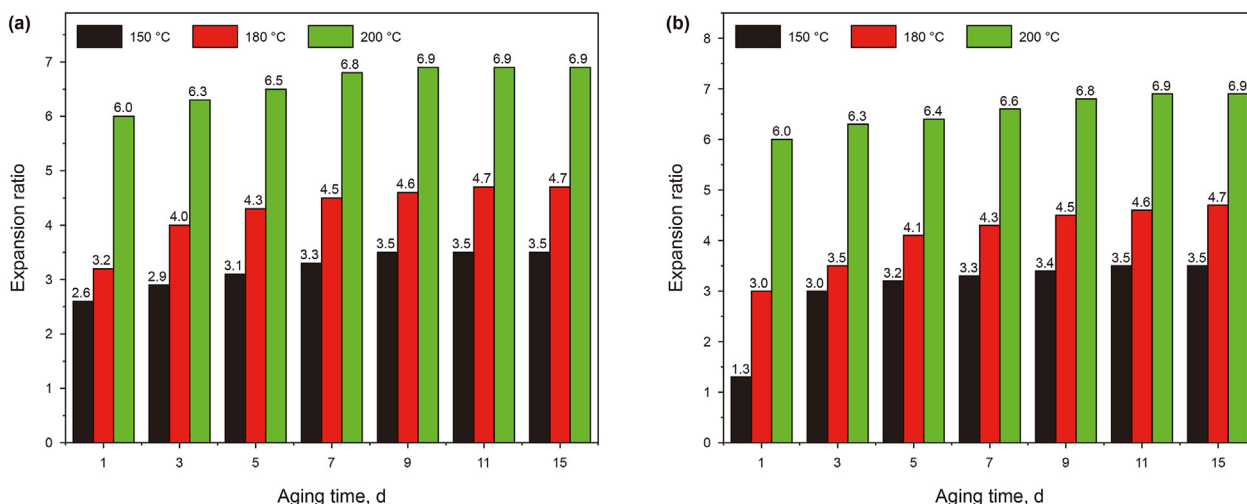 (a)
150 °C 180 °C 200 °C
Expansion ratio
7
6
5
4
3
2
1
0
2.6 3.2 6.0
2.9 4.0 6.3
3.1 4.3 6.5
3.3 4.5 6.8
3.5 4.6 6.9
3.5 4.7 6.9
3.5 4.7 6.9
1 3 5 7 9 11 15
Aging time, d
(b)
150 °C 180 °C 200 °C
Expansion ratio
8
7
6
5
4
3
2
1
0
1.3 3.0 6.0
3.0 3.5 6.3
3.2 4.1 6.4
3.3 4.3 6.6
3.4 4.5 6.8
3.5 4.6 6.9
3.5 4.7 6.9
1 3 5 7 9 11 15
Aging time, d